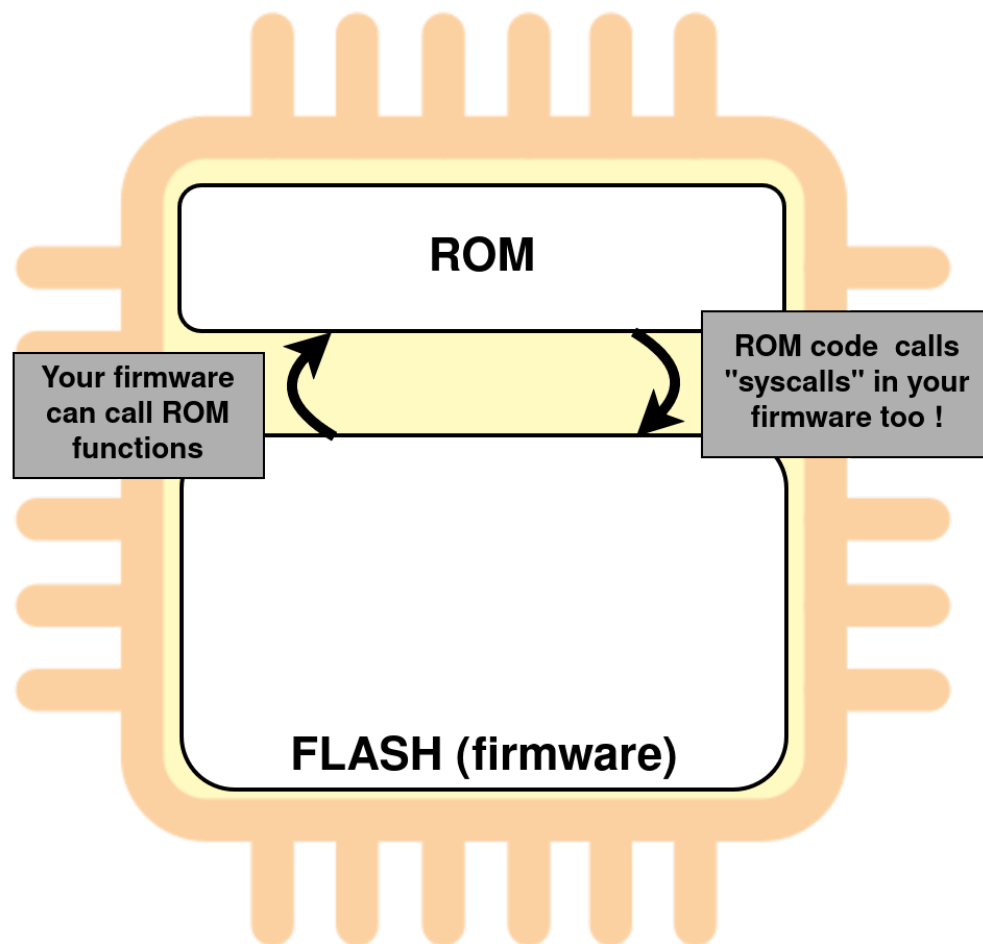 ROM
Your firmware
can call ROM
functions
ROM code  calls
"syscalls" in your
firmware too !
FLASH (firmware)